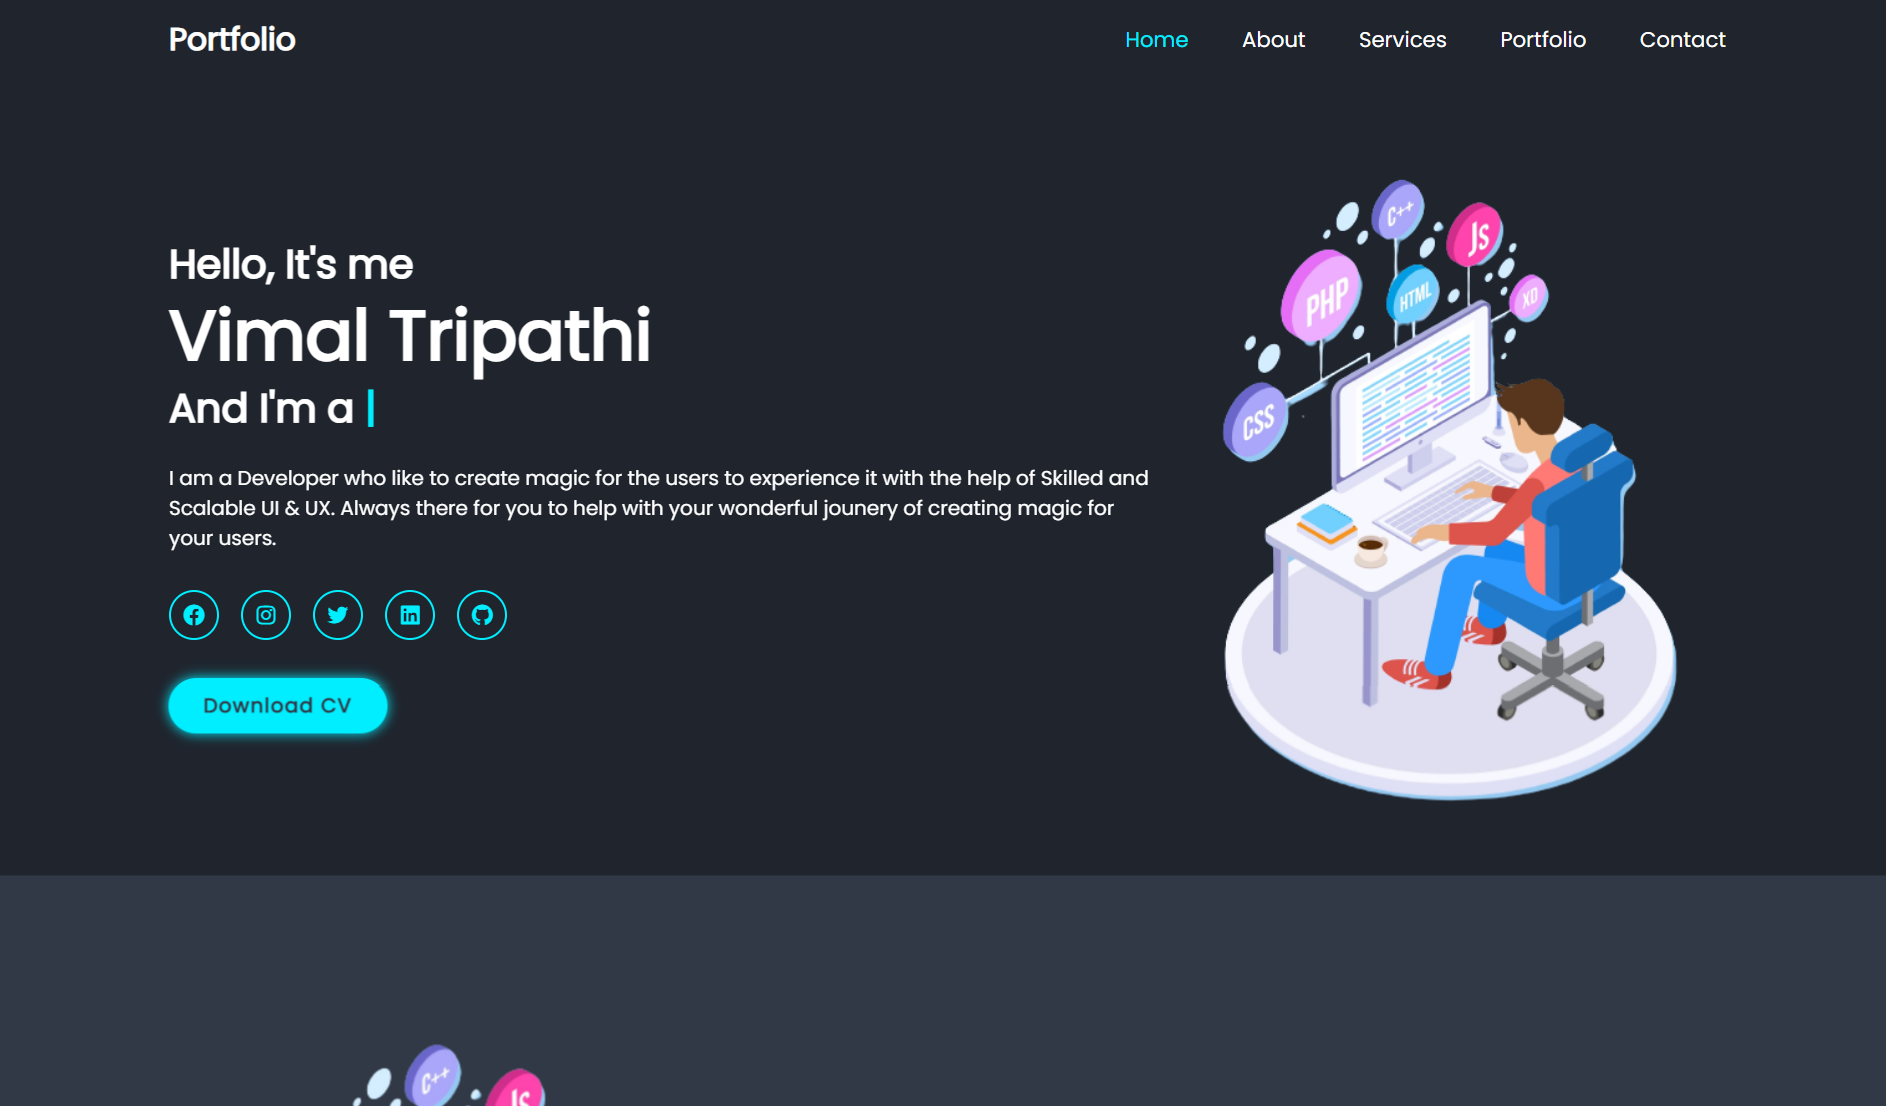 Portfolio
Home
About
Services
Portfolio
Contact
Hello, It's me
Vimal Tripathi
And I'm a
I am a Developer who like to create magic for the users to experience it with the help of Skilled and
Scalable UI & UX. Always there for you to help with your wonderful jounery of creating magic for
your users.
Download CV
C++
JS
PHP
HTML
XD
CSS
C++
JS